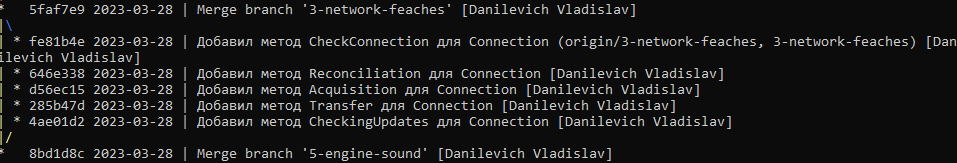 *   5faf7e9 2023-03-28 | Merge branch '3-network-feaches' [Danilevich Vladislav]
|\
| * fe81b4e 2023-03-28 | Добавил метод CheckConnection для Connection (origin/3-network-feaches, 3-network-feaches) [Dan
ilevich Vladislav]
| * 646e338 2023-03-28 | Добавил метод Reconciliation для Connection [Danilevich Vladislav]
| * d56ec15 2023-03-28 | Добавил метод Acquisition для Connection [Danilevich Vladislav]
| * 285b47d 2023-03-28 | Добавил метод Transfer для Connection [Danilevich Vladislav]
| * 4ae01d2 2023-03-28 | Добавил метод CheckingUpdates для Connection [Danilevich Vladislav]
|/
*   8bd1d8c 2023-03-28 | Merge branch '5-engine-sound' [Danilevich Vladislav]